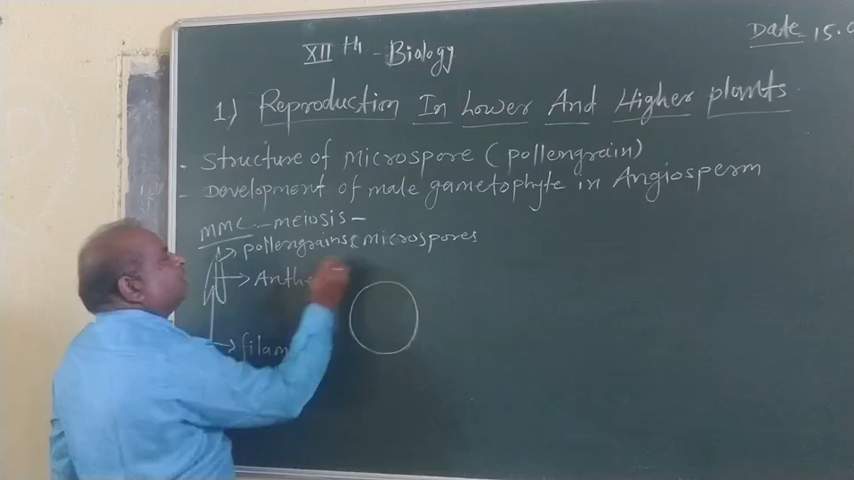 XII th - Biology
Date 15.0
1) Reproduction In Lower And Higher plants.
- Structure of Microspore (pollengrain)
- Development of male gametophyte in Angiosperm
MMC - MEIOSIS -
pollengrains & microspores
Anthe
filam